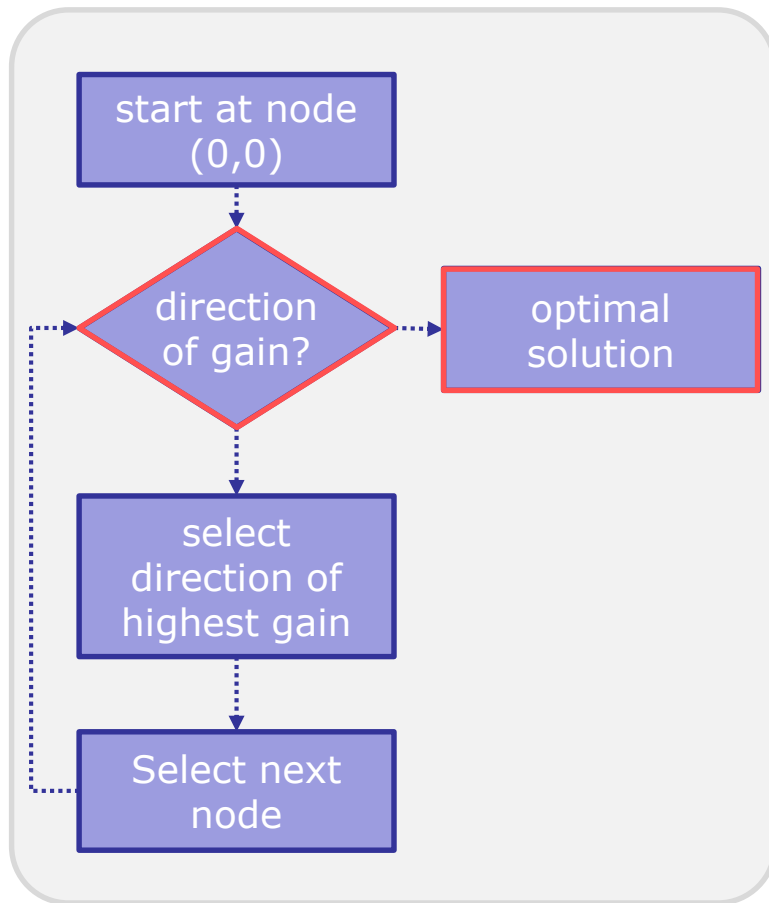 start at node
(0,0)
direction
of gain?
optimal
solution
select
direction of
highest gain
Select next
node